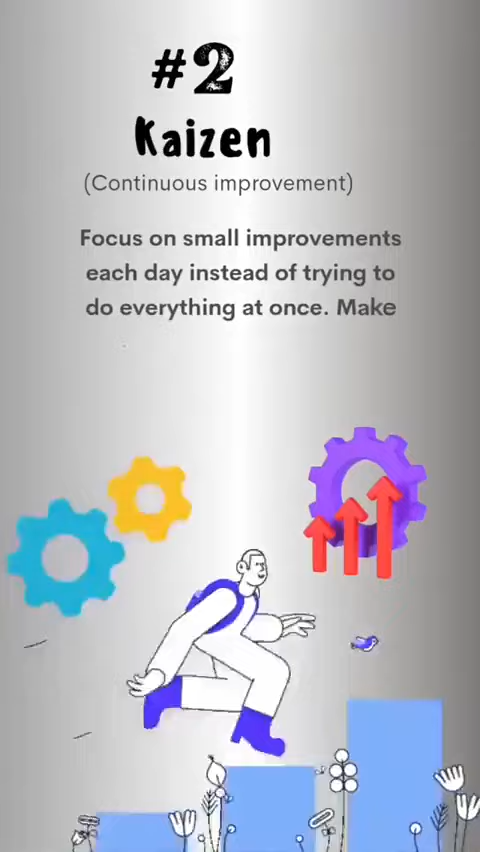 #2
Kaizen
(Continuous improvement)
Focus on small improvements
each day instead of trying to
do everything at once. Make